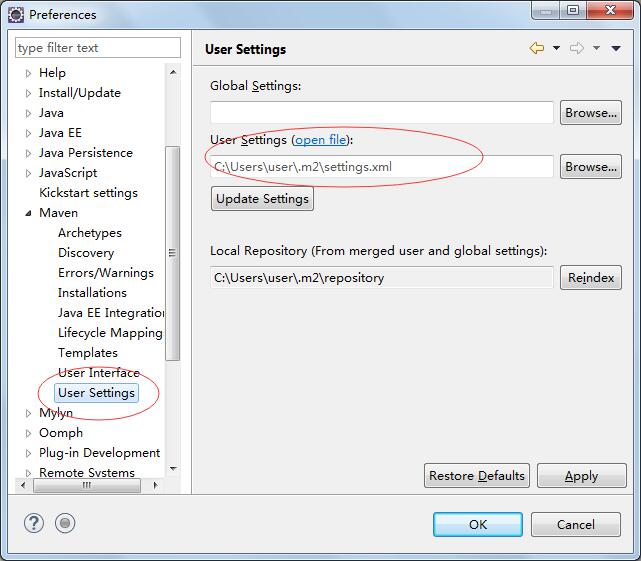 Preferences
type filter text
Help
Install/Update
Java
Java EE
Java Persistence
JavaScript
Kickstart settings
Maven
Archetypes
Discovery
Errors/Warnings
Installations
Java EE Integration
Lifecycle Mapping
Templates
User Interface
User Settings
Mylyn
Oomph
Plug-in Development
Remote Systems
User Settings
Global Settings:
Browse...
User Settings (open file):
C:\Users\user\.m2\settings.xml
Browse...
Update Settings
Local Repository (From merged user and global settings):
C:\Users\user\.m2\repository
Reindex
Restore Defaults
Apply
OK
Cancel